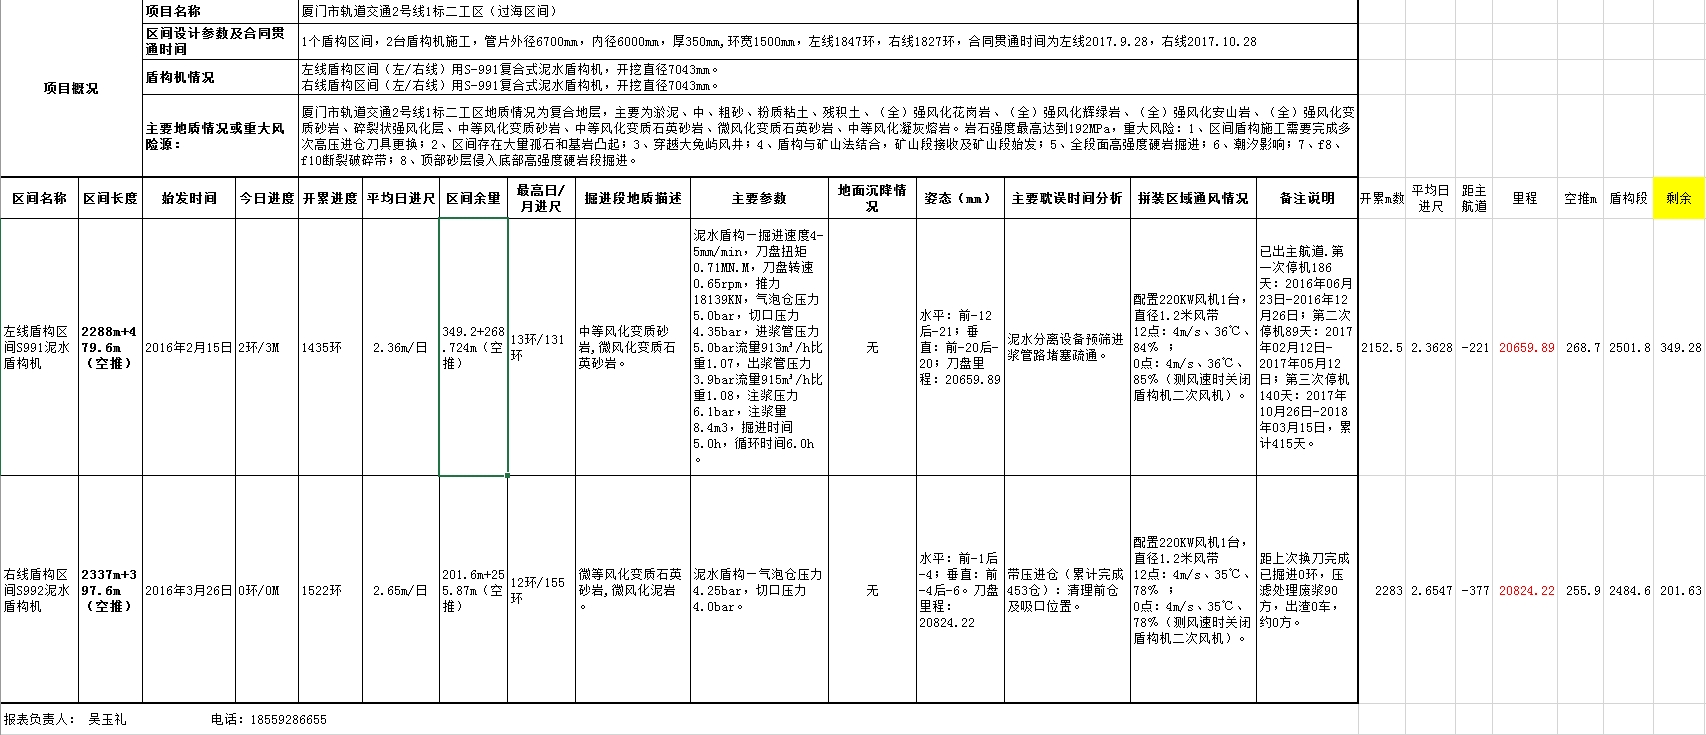 项目概况
项目名称
厦门市轨道交通2号线1标二工区（过海区间）
区间设计参数及合同贯
通时间
1个盾构区间，2台盾构机施工，管片外径6700mm，内径6000mm，厚350mm,环宽1500mm，左线1847环，右线1827环，合同贯通时间为左线2017.9.28，右线2017.10.28
盾构机情况
左线盾构区间（左/右线）用S-991复合式泥水盾构机，开挖直径7043mm。
右线盾构区间（左/右线）用S-991复合式泥水盾构机，开挖直径7043mm。
主要地质情况或重大风
险源：
厦门市轨道交通2号线1标二工区地质情况为复合地层，主要为淤泥、中、粗砂、粉质粘土、残积土、（全）强风化花岗岩、（全）强风化辉绿岩、（全）强风化安山岩、（全）强风化变
质砂岩、碎裂状强风化层、中等风化变质砂岩、中等风化变质石英砂岩、微风化变质石英砂岩、中等风化凝灰熔岩。岩石强度最高达到192MPa，重大风险：1、区间盾构施工需要完成多
次高压进仓刀具更换；2、区间存在大量孤石和基岩凸起；3、穿越大兔屿风井；4、盾构与矿山法结合，矿山段接收及矿山段始发；5、全段面高强度硬岩掘进；6、潮汐影响；7、f8、
f10断裂破碎带；8、顶部砂层侵入底部高强度硬岩段掘进。
区间名称
区间长度
始发时间
今日进度
开累进度
平均日进尺
区间余量
最高日/
月进尺
掘进段地质描述
主要参数
地面沉降情
况
姿态（mm）
主要耽误时间分析
拼装区域通风情况
备注说明
开累m数
平均日
进尺
距主
航道
里程
空推m
盾构段
剩余
左线盾构区
间S991泥水
盾构机
2288m+4
79.6m
（空推）
2016年2月15日
2环/3M
1435环
2.36m/日
349.2+268
.724m（空
推）
13环/131
环
中等风化变质砂
岩,微风化变质石
英砂岩。
泥水盾构—掘进速度4-
5mm/min，刀盘扭矩
0.71MN.M，刀盘转速
0.65rpm，推力
18139KN，气泡仓压力
5.0bar，切口压力
4.35bar，进浆管压力
5.0bar流量913m³/h比
重1.07，出浆管压力
3.9bar流量915m³/h比
重1.08，注浆压力
6.1bar，注浆量
8.4m3，掘进时间
5.0h，循环时间6.0h
。
无
水平：前-12
后-21；垂
直：前-20后-
20；刀盘里
程：20659.89
泥水分离设备预筛进
浆管路堵塞疏通。
配置220KW风机1台，
直径1.2米风带
12点：4m/s、36℃、
84% ；
0点：4m/s、36℃、
85%（测风速时关闭
盾构机二次风机）。
已出主航道.第
一次停机186
天：2016年06月
23日-2016年12
月26日；第二次
停机89天：2017
年02月12日-
2017年05月12
日；第三次停机
140天：2017年
10月26日-2018
年03月15日，累
计415天。
2152.5
2.3628
-221
20659.89
268.7
2501.8
349.28
右线盾构区
间S992泥水
盾构机
2337m+3
97.6m
（空推）
2016年3月26日
0环/0M
1522环
2.65m/日
201.6m+25
5.87m（空
推）
12环/155
环
微等风化变质石英
砂岩,微风化泥岩
。
泥水盾构—气泡仓压力
4.25bar，切口压力
4.0bar。
无
水平：前-1后
-4；垂直：前
-4后-6。刀盘
里程：
20824.22
带压进仓（累计完成
453仓）：清理前仓
及吸口位置。
配置220KW风机1台，
直径1.2米风带
12点：4m/s、35℃、
78% ；
0点：4m/s、35℃、
78%（测风速时关闭
盾构机二次风机）。
距上次换刀完成
已掘进0环，压
滤处理废浆90
方，出渣0车，
约0方。
2283
2.6547
-377
20824.22
255.9
2484.6
201.63
报表负责人： 吴玉礼
电话：18559286655